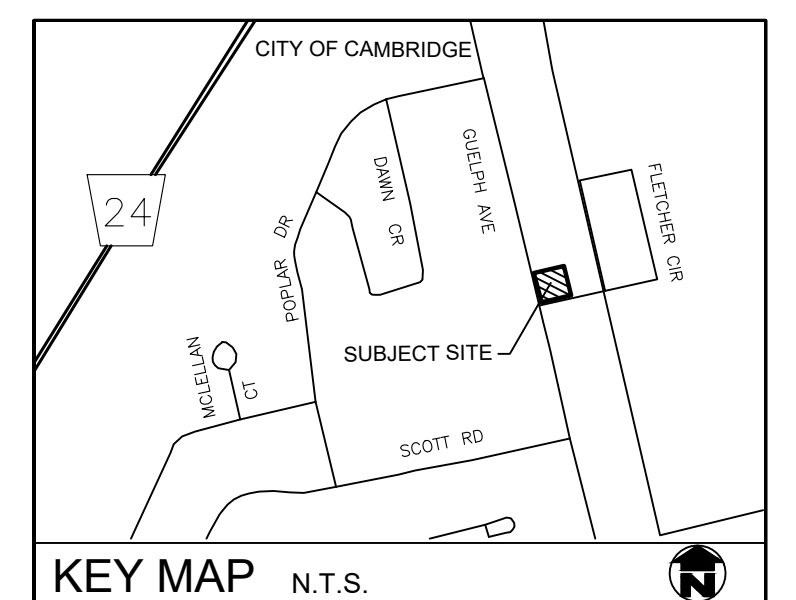 CITY OF CAMBRIDGE
24
POPLAR DR
DAWN CR
GUELPH AVE
FLETCHER CIR
SUBJECT SITE
MCLELLAN
CT
SCOTT RD
KEY MAP N.T.S.
N